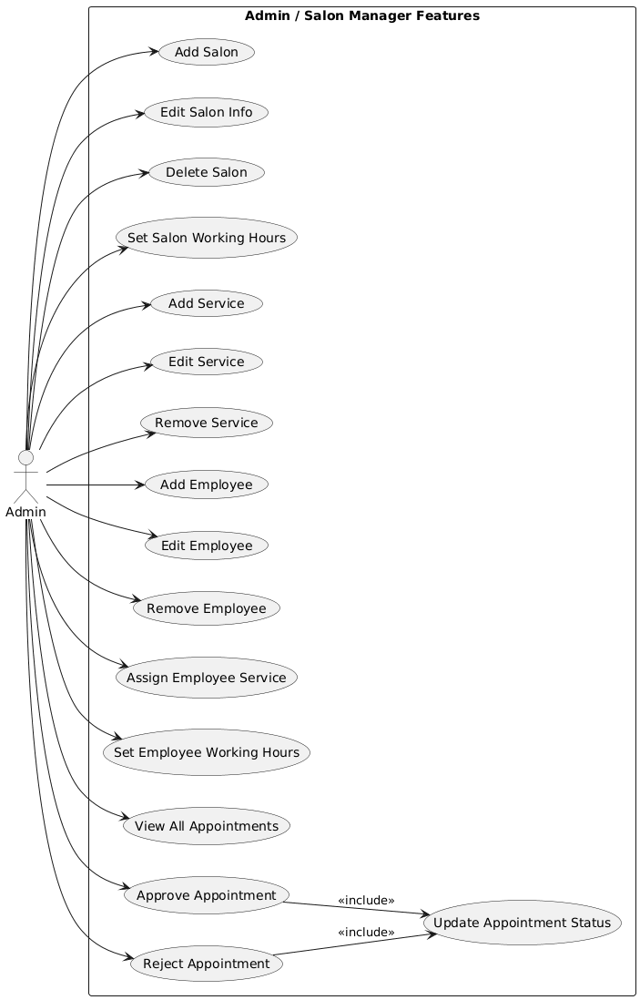 Admin / Salon Manager Features
Add Salon
Edit Salon Info
Delete Salon
Set Salon Working Hours
Add Service
Edit Service
Remove Service
Add Employee
Admin
Edit Employee
Remove Employee
Assign Employee Service
Set Employee Working Hours
View All Appointments
Approve Appointment
«include»
Update Appointment Status
«include»
Reject Appointment